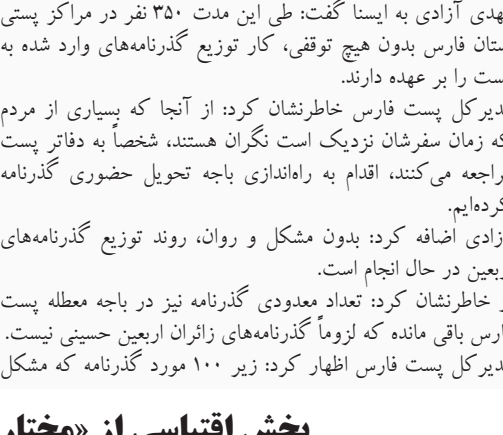 مهدی آزادی به ایسنا گفت: طی این مدت ۳۵۰ نفر در مراکز پستی
استان فارس بدون هیچ توقفی، کار توزیع گذرنامه‌های وارد شده به
پست را بر عهده دارند.
مدیرکل پست فارس خاطرنشان کرد: از آنجا که بسیاری از مردم
که زمان سفرشان نزدیک است نگران هستند، شخصاً به دفاتر پست
مراجعه می‌کنند، اقدام به راه‌اندازی باجه تحویل حضوری گذرنامه
کرده‌ایم.
آزادی اضافه کرد: بدون مشکل و روان، روند توزیع گذرنامه‌های
اربعین در حال انجام است.
و خاطرنشان کرد: تعداد معدودی گذرنامه نیز در باجه معطله پست
فارس باقی مانده که لزوماً گذرنامه‌های زائران اربعین حسینی نیست.
مدیرکل پست فارس اظهار کرد: زیر ۱۰۰ مورد گذرنامه که مشکل
بخش اقتباسی از «مختار